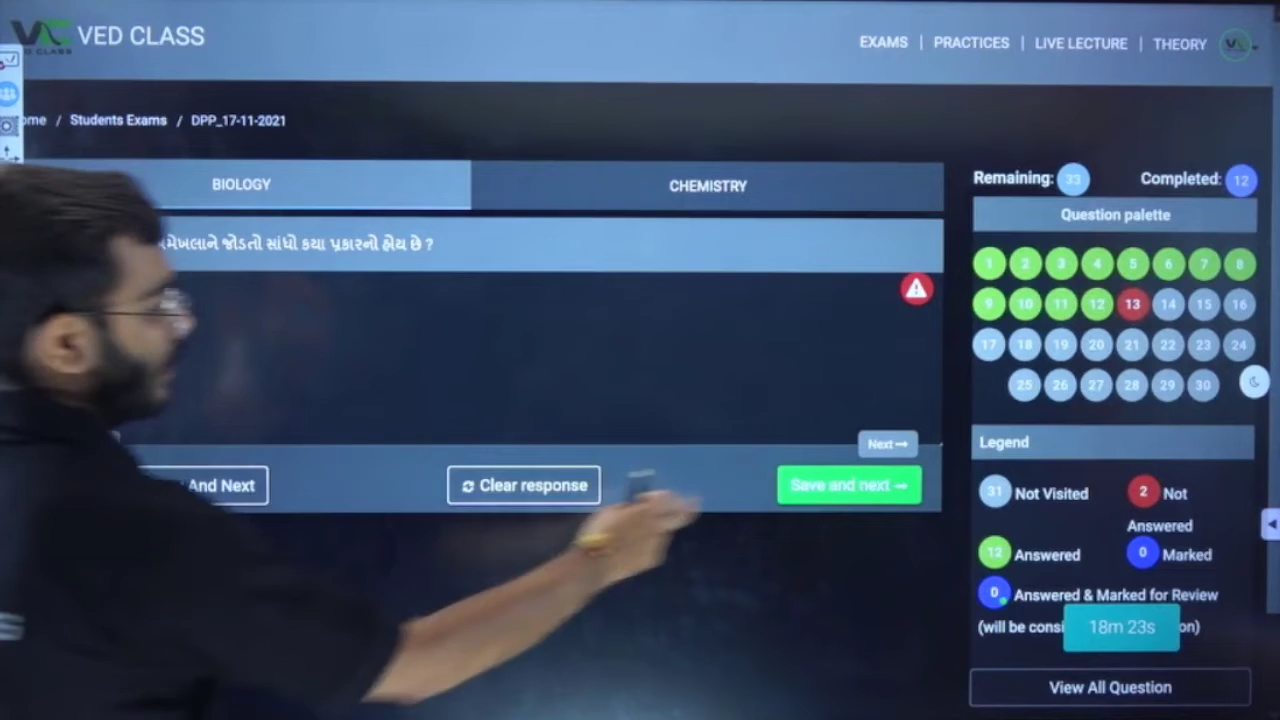 VED CLASS
EXAMS | PRACTICES | LIVE LECTURE | THEORY
Students Exams / DPP_17-11-2021
BIOLOGY
CHEMISTRY
Remaining: 33
Completed: 12
Question palette
જોડતો સાંધો કયા પ્રકારનો હોય છે ?
1 2 3 4 5 6 7 8
9 10 11 12 13 14 15 16
17 18 19 20 21 22 23 24
25 26 27 28 29 30
Next→
Legend
And Next
Clear response
Save and next →
31 Not Visited
2 Not Answered
12 Answered
0 Marked
0 Answered & Marked for Review
(will be
18m 23s
View All Question